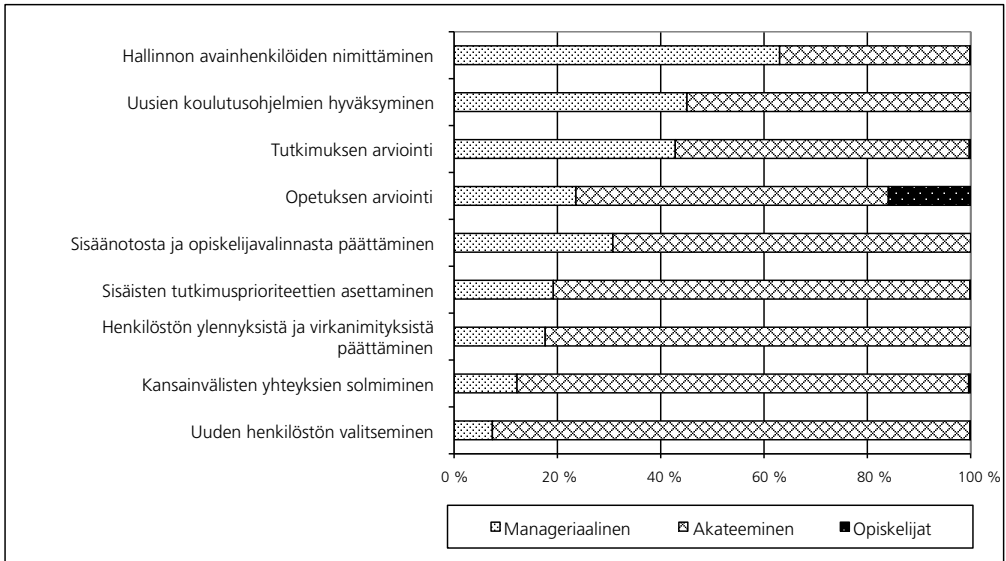 Hallinnon avainhenkilöiden nimittäminen
Uusien koulutusohjelmien hyväksyminen
Tutkimuksen arviointi
Opetuksen arviointi
Sisäänotosta ja opiskelijavalinnasta päättäminen
Sisäisten tutkimusprioriteettien asettaminen
Henkilöstön ylennyksistä ja virkanimityksistä
päättäminen
Kansainvälisten yhteyksien solmiminen
Uuden henkilöstön valitseminen
0 % 20 % 40 % 60 % 80 % 100 %
Manageriaalinen Akateeminen Opiskelijat